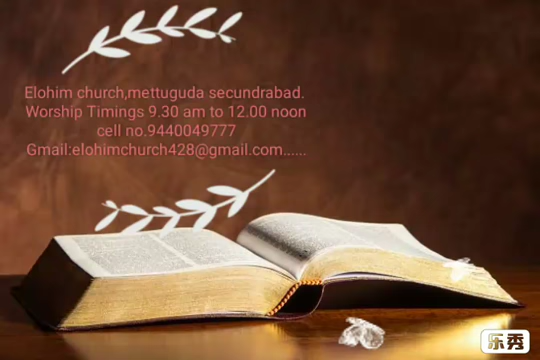 Elohim church,mettuguda secundrabad.
Worship Timings 9.30 am to 12.00 noon
cell no.9440049777
Gmail:elohimchurch428@gmail.com......
乐秀